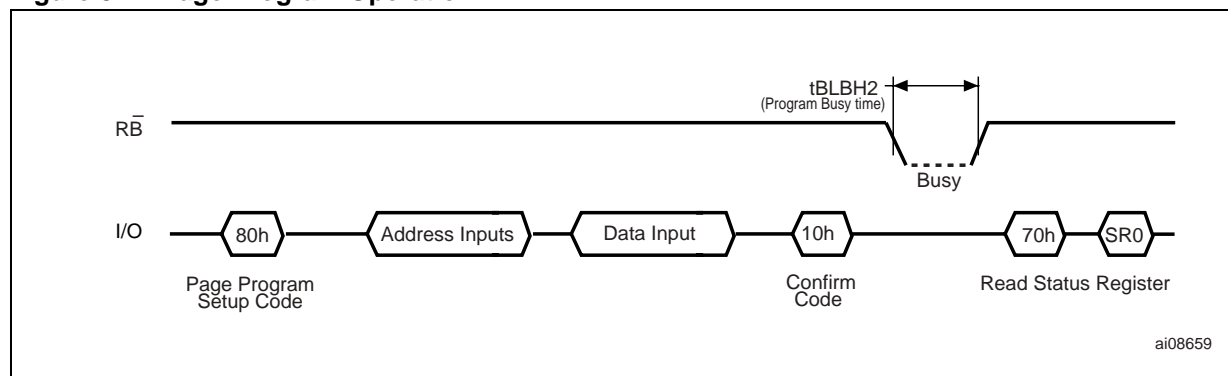 tBLBH2
(Program Busy time)
RB̅
Busy
I/O
80h
Address Inputs
Data Input
10h
70h
SR0
Page Program
Setup Code
Confirm
Code
Read Status Register
ai08659